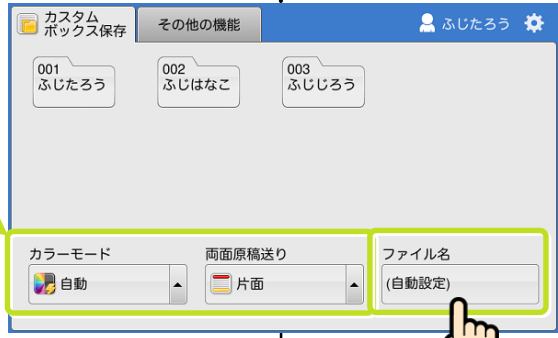 カスタム
ボックス保存
その他の機能
ふじたろう
001
ふじたろう
002
ふじはなこ
003
ふじじろう
カラーモード
両面原稿送り
ファイル名
自動
片面
(自動設定)